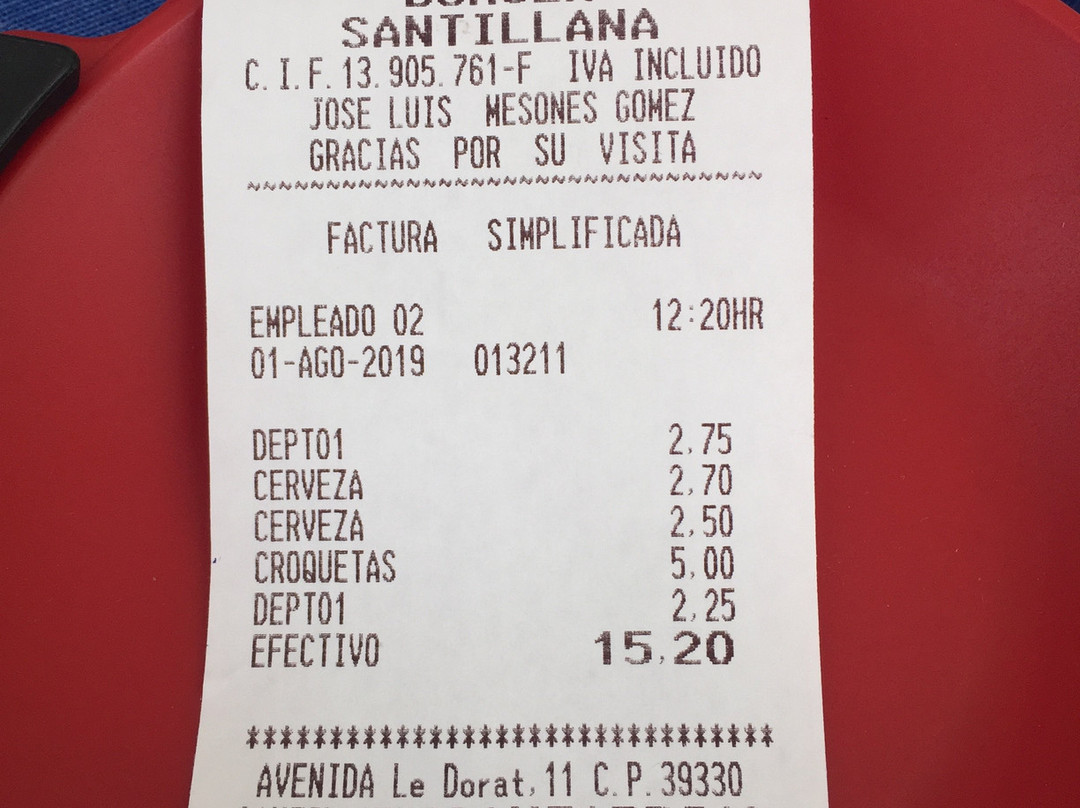 SANTILLANA
C.I.F.13.905.761-F IVA INCLUIDO
JOSE LUIS MESONES GOMEZ
GRACIAS POR SU VISITA
~~~~~~~~~~~~~~~~~~~~~~~~~~~~~~~~
FACTURA SIMPLIFICADA
EMPLEADO 02 12:20HR
01-AGO-2019 013211
DEPT01 2,75
CERVEZA 2,70
CERVEZA 2,50
CROQUETAS 5,00
DEPT01 2,25
EFECTIVO 15,20
********************************
AVENIDA Le Dorat,11 C.P.39330